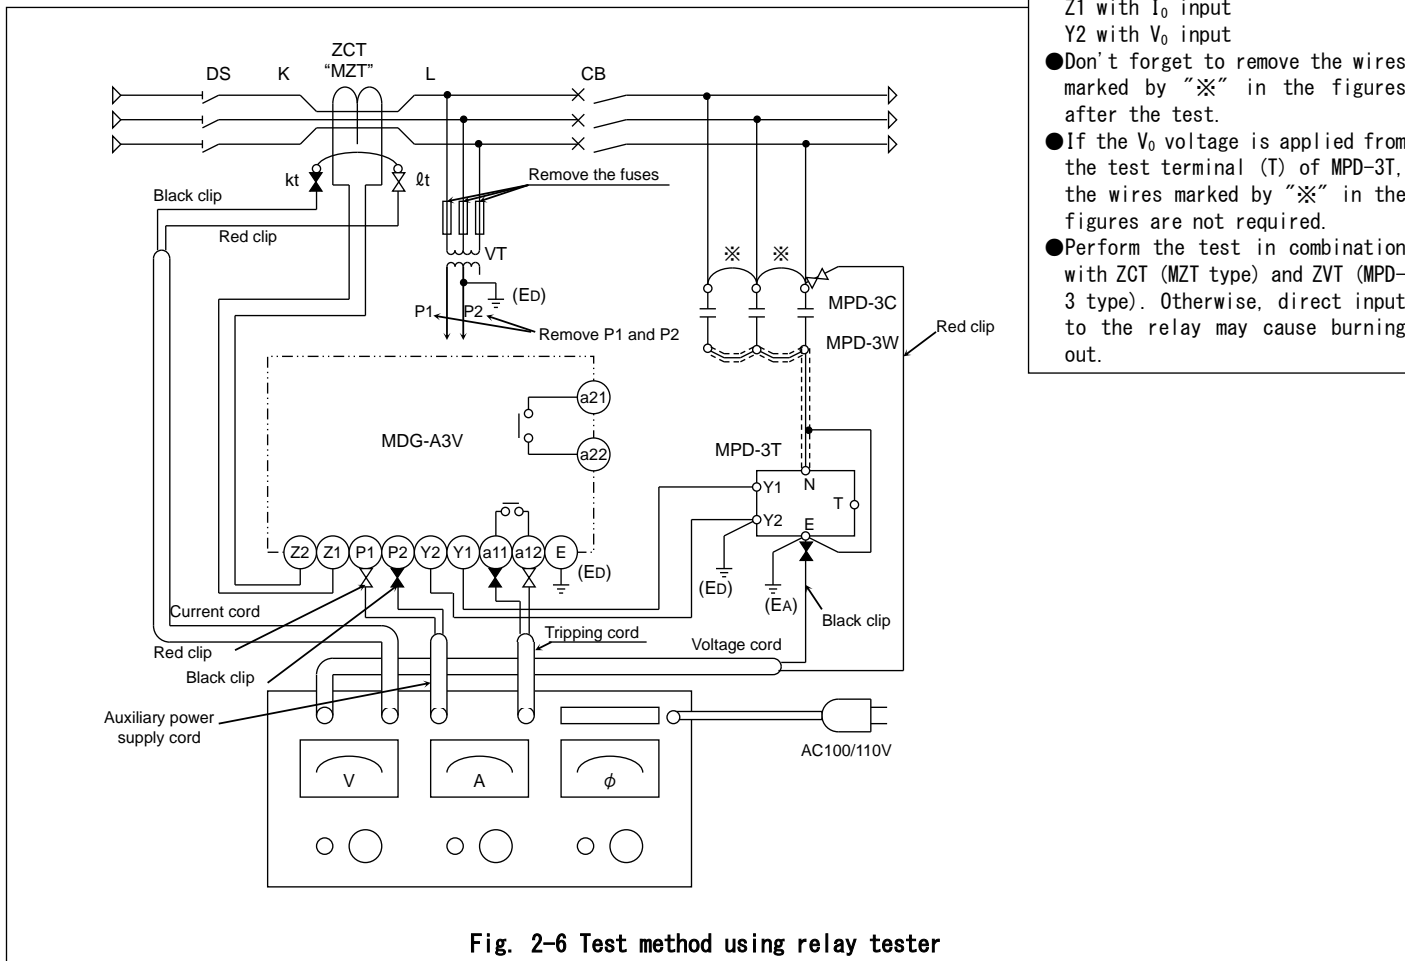 Z1 with I₀ input
Y2 with V₀ input
●Don't forget to remove the wires
marked by "※" in the figures
after the test.
●If the V₀ voltage is applied from
the test terminal (T) of MPD-3T,
the wires marked by "※" in the
figures are not required.
●Perform the test in combination
with ZCT (MZT type) and ZVT (MPD-
3 type). Otherwise, direct input
to the relay may cause burning
out.
ZCT
“MZT”
DS
K
L
CB
kt
ℓt
Black clip
Red clip
Remove the fuses
VT
(ED)
P1
P2
Remove P1 and P2
※
※
MPD-3C
MPD-3W
Red clip
MDG-A3V
a21
a22
MPD-3T
N
Y1
T
Y2
E
(ED)
(EA)
Black clip
Z2
Z1
P1
P2
Y2
Y1
a11
a12
E
(ED)
Current cord
Red clip
Black clip
Tripping cord
Voltage cord
Auxiliary power
supply cord
AC100/110V
V
A
ϕ
Fig. 2-6 Test method using relay tester